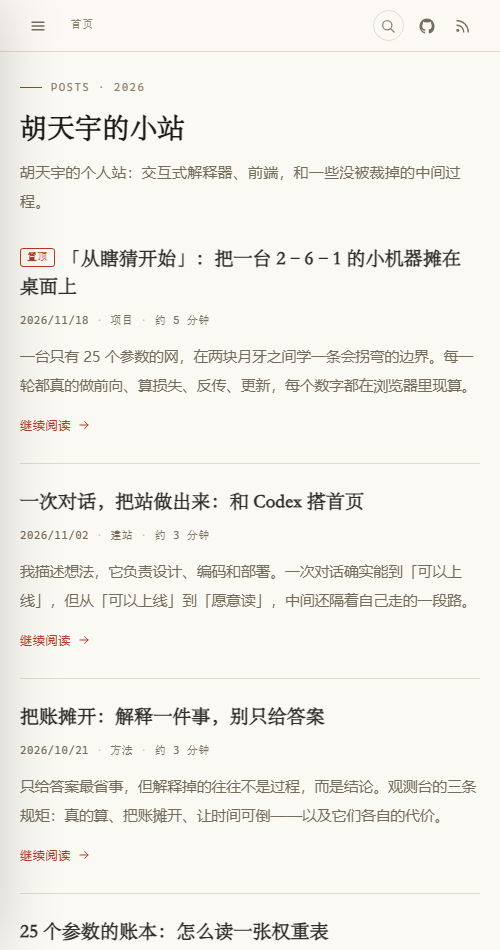 首页
POSTS · 2026
胡天宇的小站
胡天宇的个人站：交互式解释器、前端，和一些没被裁掉的中间过
程。
置顶 「从瞎猜开始」：把一台 2－6－1 的小机器摊在
桌面上
2026/11/18 · 项目 · 约 5 分钟
一台只有 25 个参数的网，在两块月牙之间学一条会拐弯的边界。每一
轮都真的做前向、算损失、反传、更新，每个数字都在浏览器里现算。
继续阅读 →
一次对话，把站做出来：和 Codex 搭首页
2026/11/02 · 建站 · 约 3 分钟
我描述想法，它负责设计、编码和部署。一次对话确实能到「可以上
线」，但从「可以上线」到「愿意读」，中间还隔着自己走的一段路。
继续阅读 →
把账摊开：解释一件事，别只给答案
2026/10/21 · 方法 · 约 3 分钟
只给答案最省事，但解释掉的往往不是过程，而是结论。观测台的三条
规矩：真的算、把账摊开、让时间可倒——以及它们各自的代价。
继续阅读 →
25 个参数的账本：怎么读一张权重表